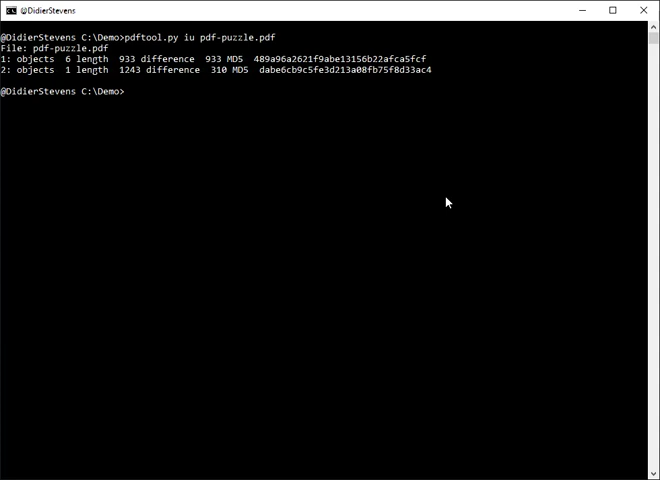 @DidierStevens
@DidierStevens C:\Demo>pdftool.py iu pdf-puzzle.pdf
File: pdf-puzzle.pdf
1: objects  6 length  933 difference  933 MD5  489a96a2621f9abe13156b22afca5fcf
2: objects  1 length  1243 difference  310 MD5  dabe6cb9c5fe3d213a08fb75f8d33ac4
@DidierStevens C:\Demo>